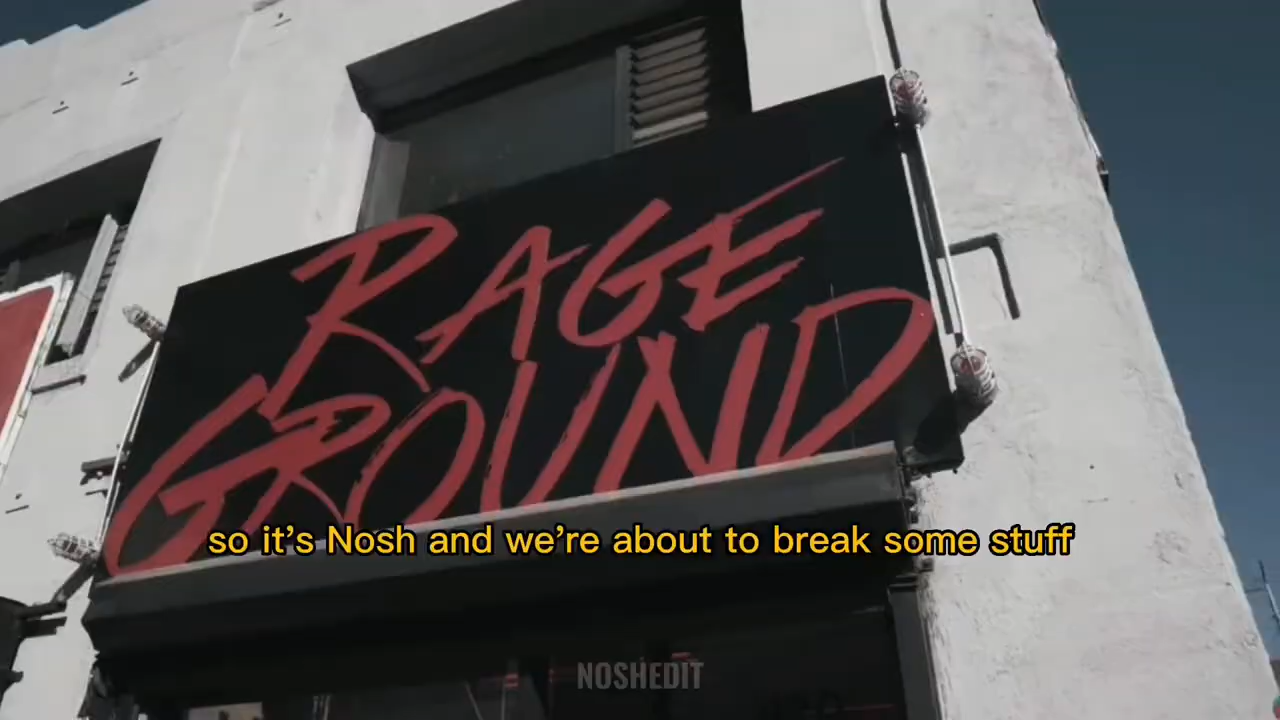 RAGE
GROUND
so it's Nosh and we're about to break some stuff
NOSHEDIT